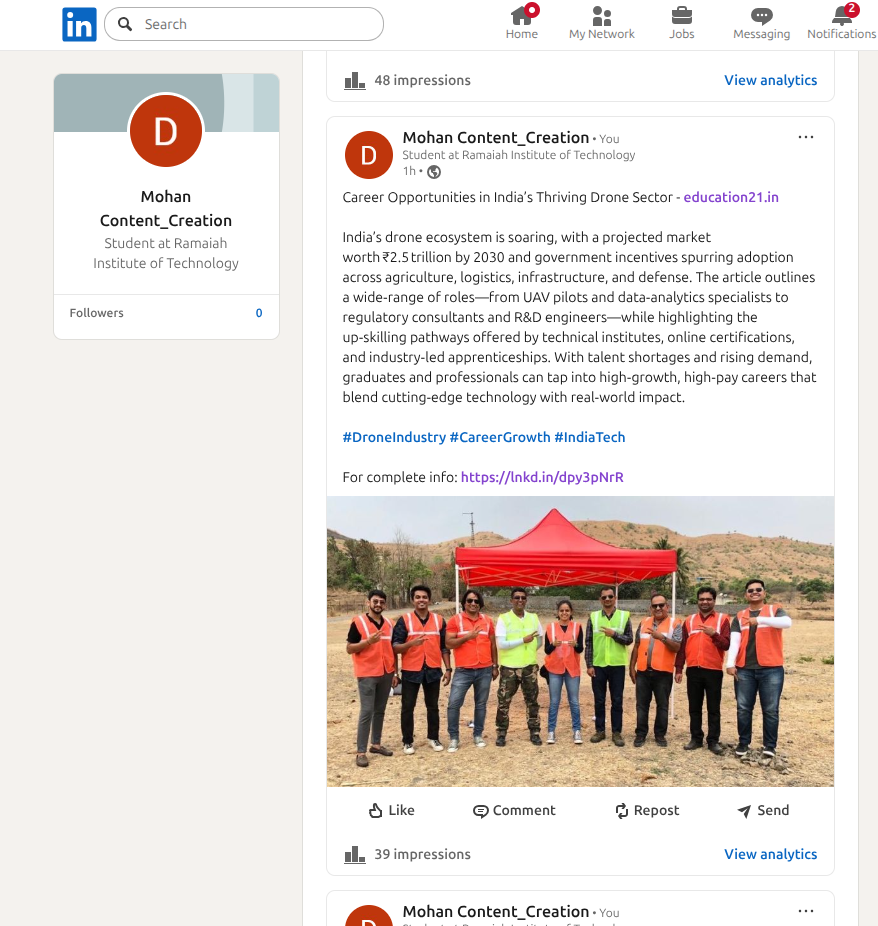 in
Search
Home
My Network
Jobs
Messaging
2
Notifications
D
Mohan
Content_Creation
Student at Ramaiah
Institute of Technology
Followers 0
48 impressions View analytics
D
Mohan Content_Creation • You
Student at Ramaiah Institute of Technology
1h •
Career Opportunities in India’s Thriving Drone Sector - education21.in
India’s drone ecosystem is soaring, with a projected market
worth ₹2.5 trillion by 2030 and government incentives spurring adoption
across agriculture, logistics, infrastructure, and defense. The article outlines
a wide-range of roles—from UAV pilots and data-analytics specialists to
regulatory consultants and R&D engineers—while highlighting the
up-skilling pathways offered by technical institutes, online certifications,
and industry-led apprenticeships. With talent shortages and rising demand,
graduates and professionals can tap into high-growth, high-pay careers that
blend cutting-edge technology with real-world impact.
#DroneIndustry #CareerGrowth #IndiaTech
For complete info: https://lnkd.in/dpy3pNrR
Like Comment Repost Send
39 impressions View analytics
D
Mohan Content_Creation • You